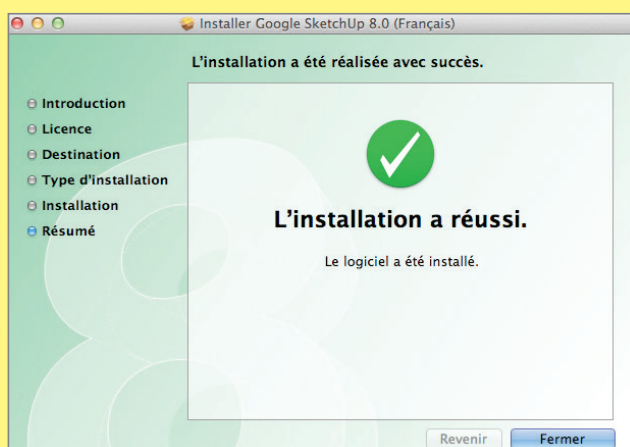 Installer Google SketchUp 8.0 (Français)
L'installation a été réalisée avec succès.
Introduction
Licence
Destination
Type d'installation
Installation
Résumé
L'installation a réussi.
Le logiciel a été installé.
Revenir
Fermer
8